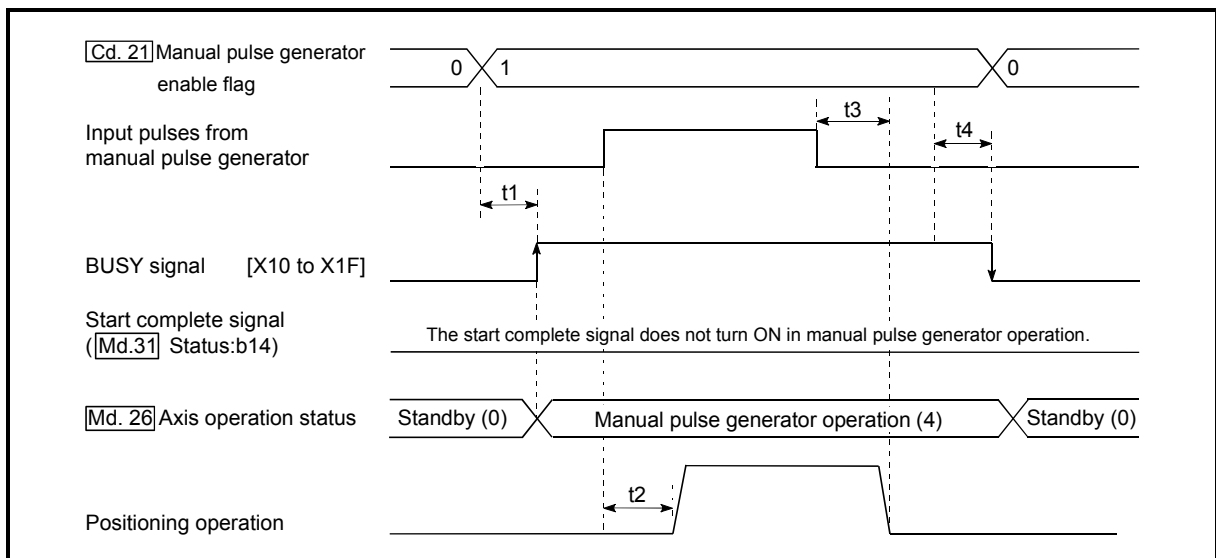 Cd. 21 Manual pulse generator
enable flag
0
1
0
Input pulses from
manual pulse generator
t3
t4
t1
BUSY signal [X10 to X1F]
Start complete signal
(Md.31 Status:b14)
The start complete signal does not turn ON in manual pulse generator operation.
Md. 26 Axis operation status
Standby (0)
Manual pulse generator operation (4)
Standby (0)
t2
Positioning operation